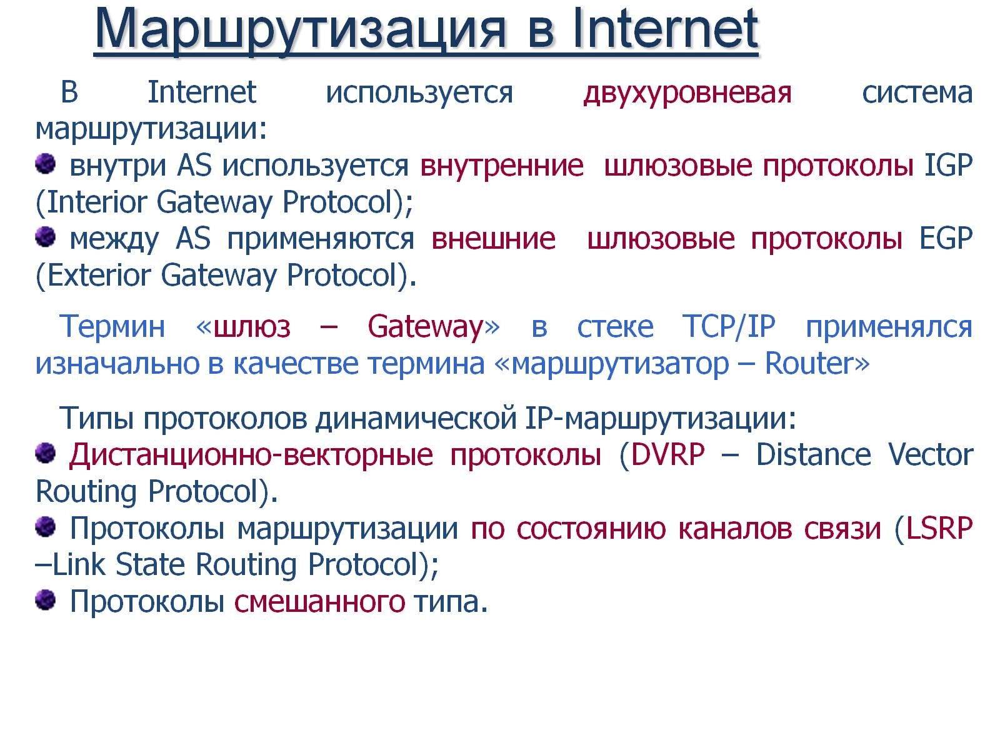 Маршрутизация в Internet
В Internet используется двухуровневая система
маршрутизации:
внутри AS используется внутренние шлюзовые протоколы IGP
(Interior Gateway Protocol);
между AS применяются внешние шлюзовые протоколы EGP
(Exterior Gateway Protocol).
Термин «шлюз – Gateway» в стеке TCP/IP применялся
изначально в качестве термина «маршрутизатор – Router»
Типы протоколов динамической IP-маршрутизации:
Дистанционно-векторные протоколы (DVRP – Distance Vector
Routing Protocol).
Протоколы маршрутизации по состоянию каналов связи (LSRP
–Link State Routing Protocol);
Протоколы смешанного типа.